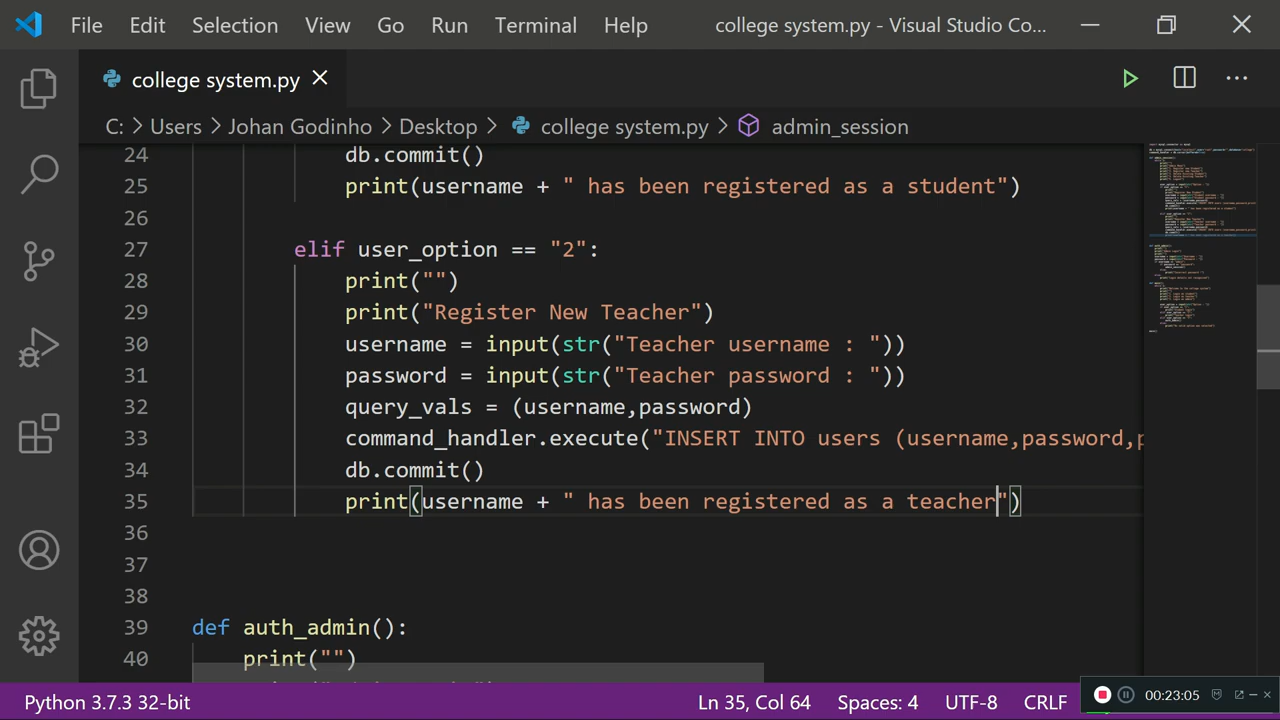 File Edit Selection View Go Run Terminal Help college system.py - Visual Studio Co...
college system.py
C: > Users > Johan Godinho > Desktop > college system.py > admin_session
24 db.commit()
25 print(username + " has been registered as a student")
26
27 elif user_option == "2":
28 print("")
29 print("Register New Teacher")
30 username = input(str("Teacher username : "))
31 password = input(str("Teacher password : "))
32 query_vals = (username,password)
33 command_handler.execute("INSERT INTO users (username,password,p
34 db.commit()
35 print(username + " has been registered as a teacher")
36
37
38
39 def auth_admin():
40 print("")
Python 3.7.3 32-bit Ln 35, Col 64 Spaces: 4 UTF-8 CRLF 00:23:05